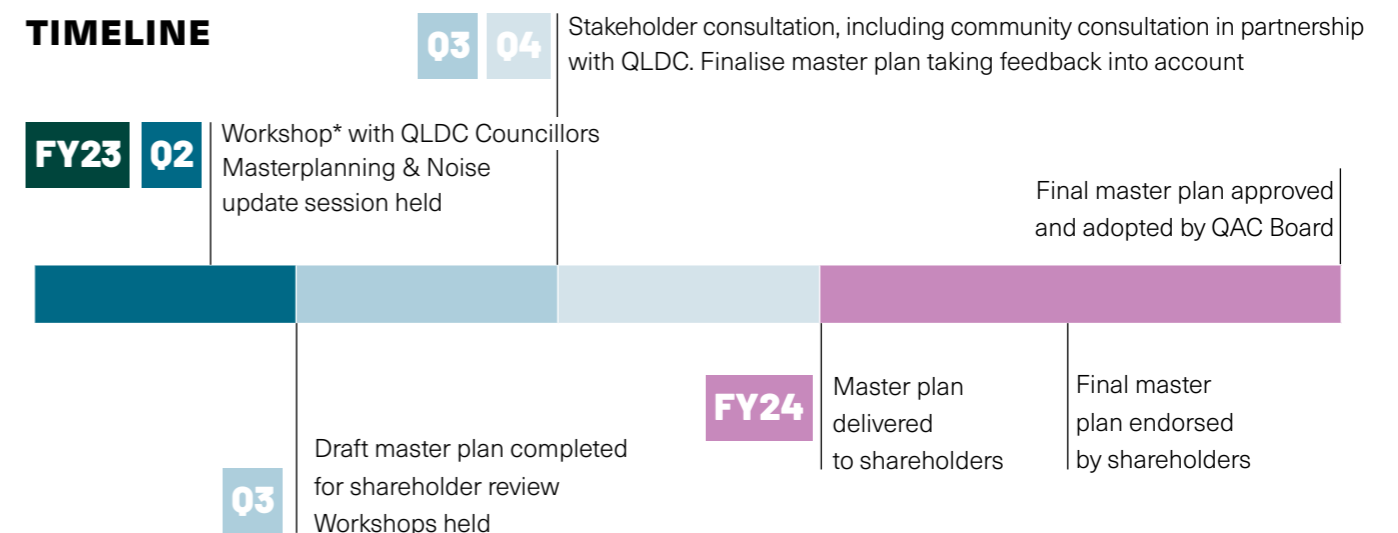 TIMELINE
Q3 Q4
Stakeholder consultation, including community consultation in partnership
with QLDC. Finalise master plan taking feedback into account
FY23 Q2
Workshop* with QLDC Councillors
Masterplanning & Noise
update session held
Final master plan approved
and adopted by QAC Board
Q3
Draft master plan completed
for shareholder review
Workshops held
FY24
Master plan
delivered
to shareholders
Final master
plan endorsed
by shareholders